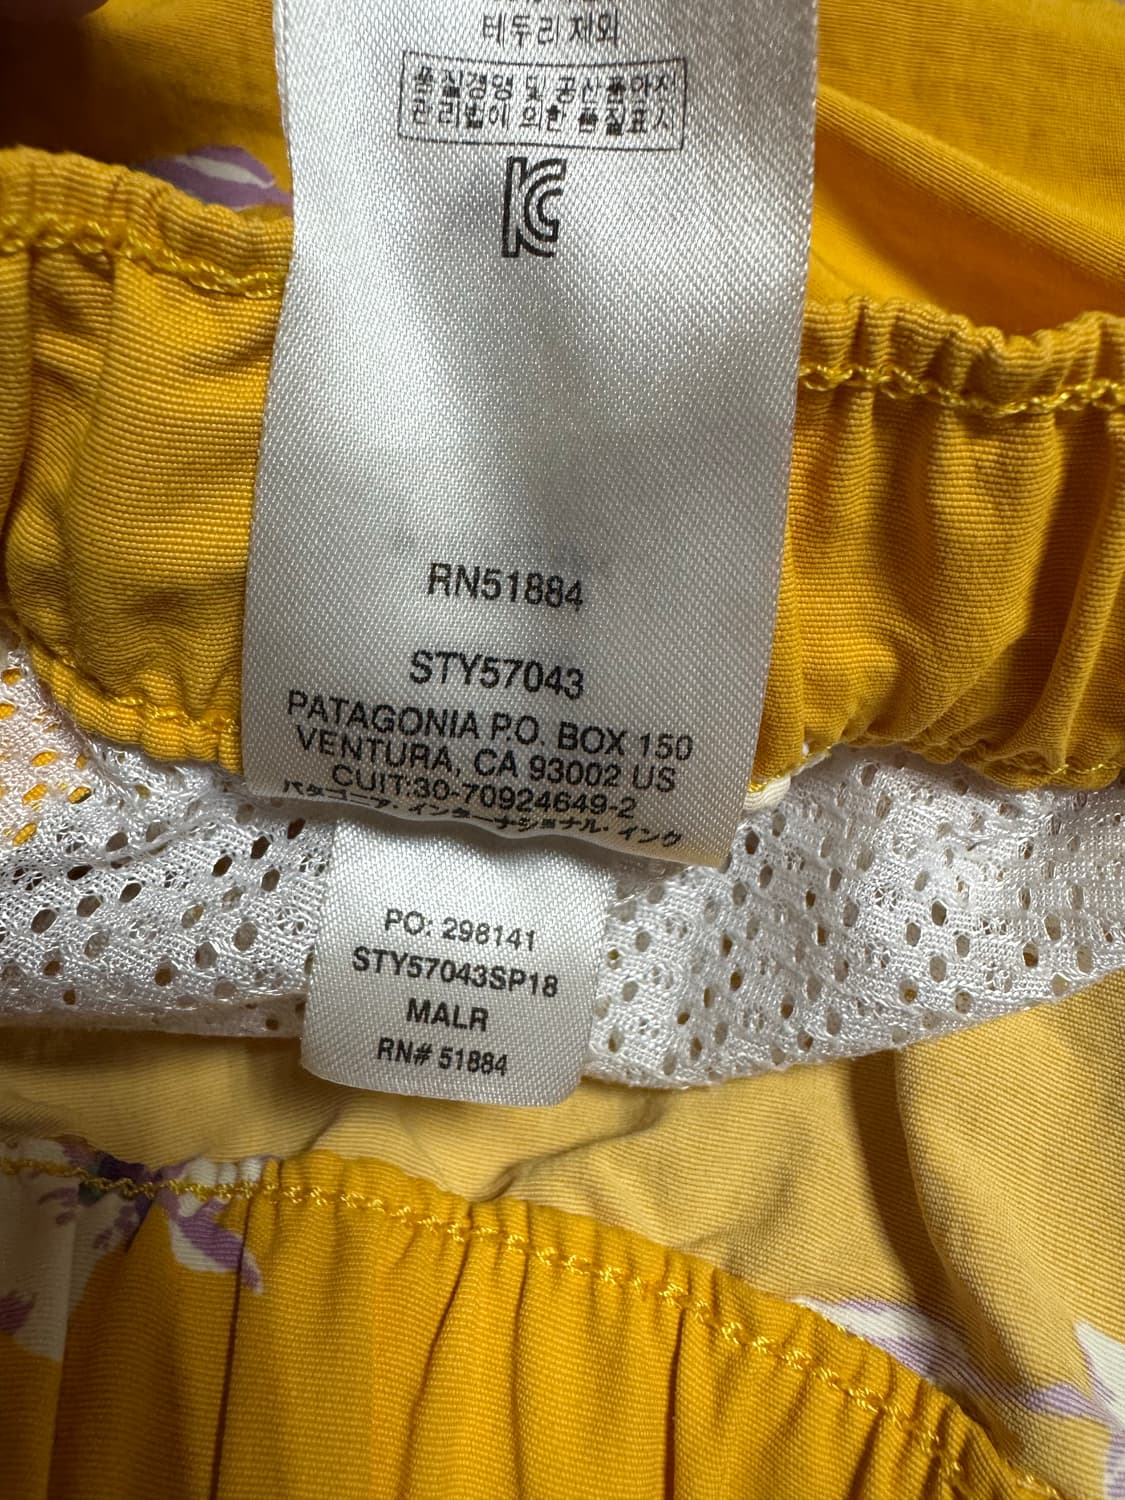 테두리 제외
품질경영 및 공산품안전
관리법에 의한 품질표시
KC
RN51884
STY57043
PATAGONIA P.O. BOX 150
VENTURA, CA 93002 US
CUIT:30-70924649-2
パタゴニア・インターナショナル・インク
PO: 298141
STY57043SP18
MALR
RN# 51884